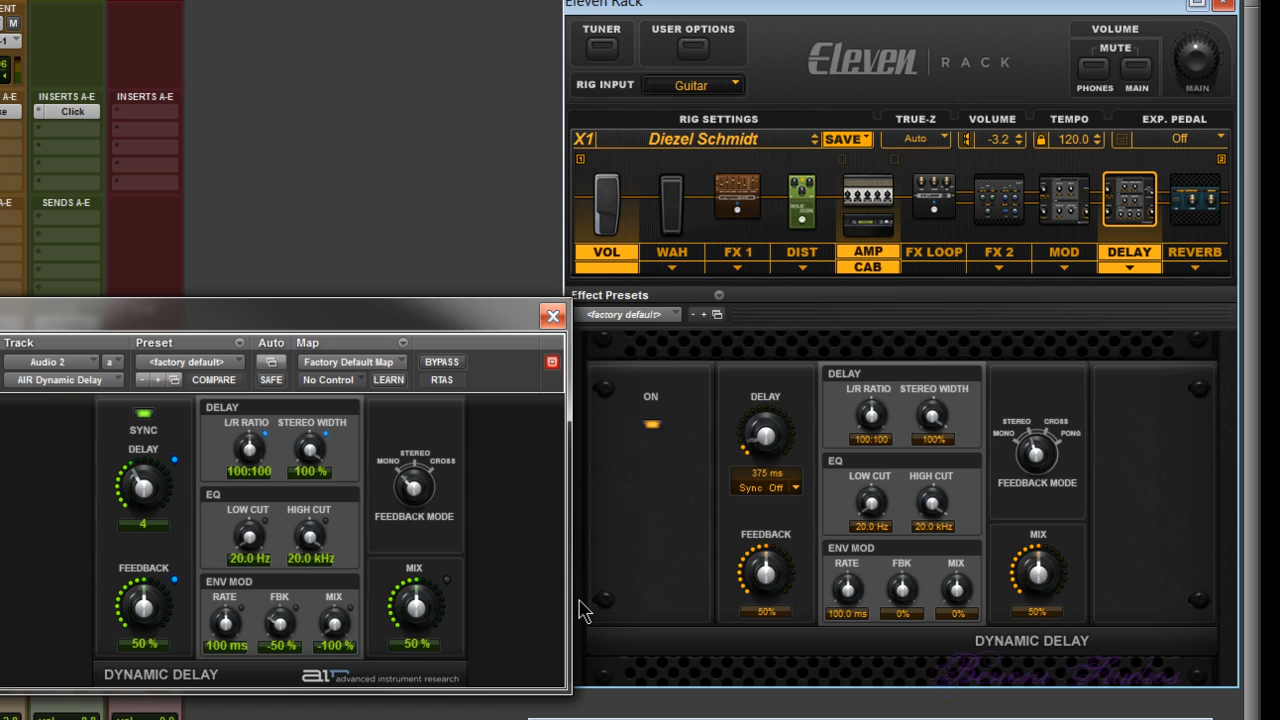 ENT
M
-1
INSERTS A-E
INSERTS A-E
Click
SENDS A-E
Eleven Rack
TUNER
USER OPTIONS
RIG INPUT
Guitar
Eleven | RACK
VOLUME
MUTE
PHONES
MAIN
MAIN
RIG SETTINGS
TRUE-Z
VOLUME
TEMPO
EXP. PEDAL
X1
Diezel Schmidt
SAVE
Auto
-3.2
120.0
Off
1
2
VOL
WAH
FX 1
DIST
AMP
FX LOOP
FX 2
MOD
DELAY
REVERB
CAB
Effect Presets
<factory default>
- +
ON
DELAY
375 ms
Sync Off
FEEDBACK
50%
DELAY
L/R RATIO
STEREO WIDTH
100:100
100%
EQ
LOW CUT
HIGH CUT
20.0 Hz
20.0 kHz
ENV MOD
RATE
FBK
MIX
100.0 ms
0%
0%
STEREO
CROSS
MONO
PONG
FEEDBACK MODE
MIX
50%
DYNAMIC DELAY
Track
Preset
Auto
Map
Audio 2
a
<factory default>
Factory Default Map
BYPASS
AIR Dynamic Delay
- +
COMPARE
SAFE
No Control
LEARN
RTAS
SYNC
DELAY
4
FEEDBACK
50 %
DELAY
L/R RATIO
STEREO WIDTH
100:100
100 %
EQ
LOW CUT
HIGH CUT
20.0 Hz
20.0 kHz
ENV MOD
RATE
FBK
MIX
100 ms
-50 %
-100 %
STEREO
MONO
CROSS
FEEDBACK MODE
MIX
50 %
DYNAMIC DELAY
air advanced instrument research